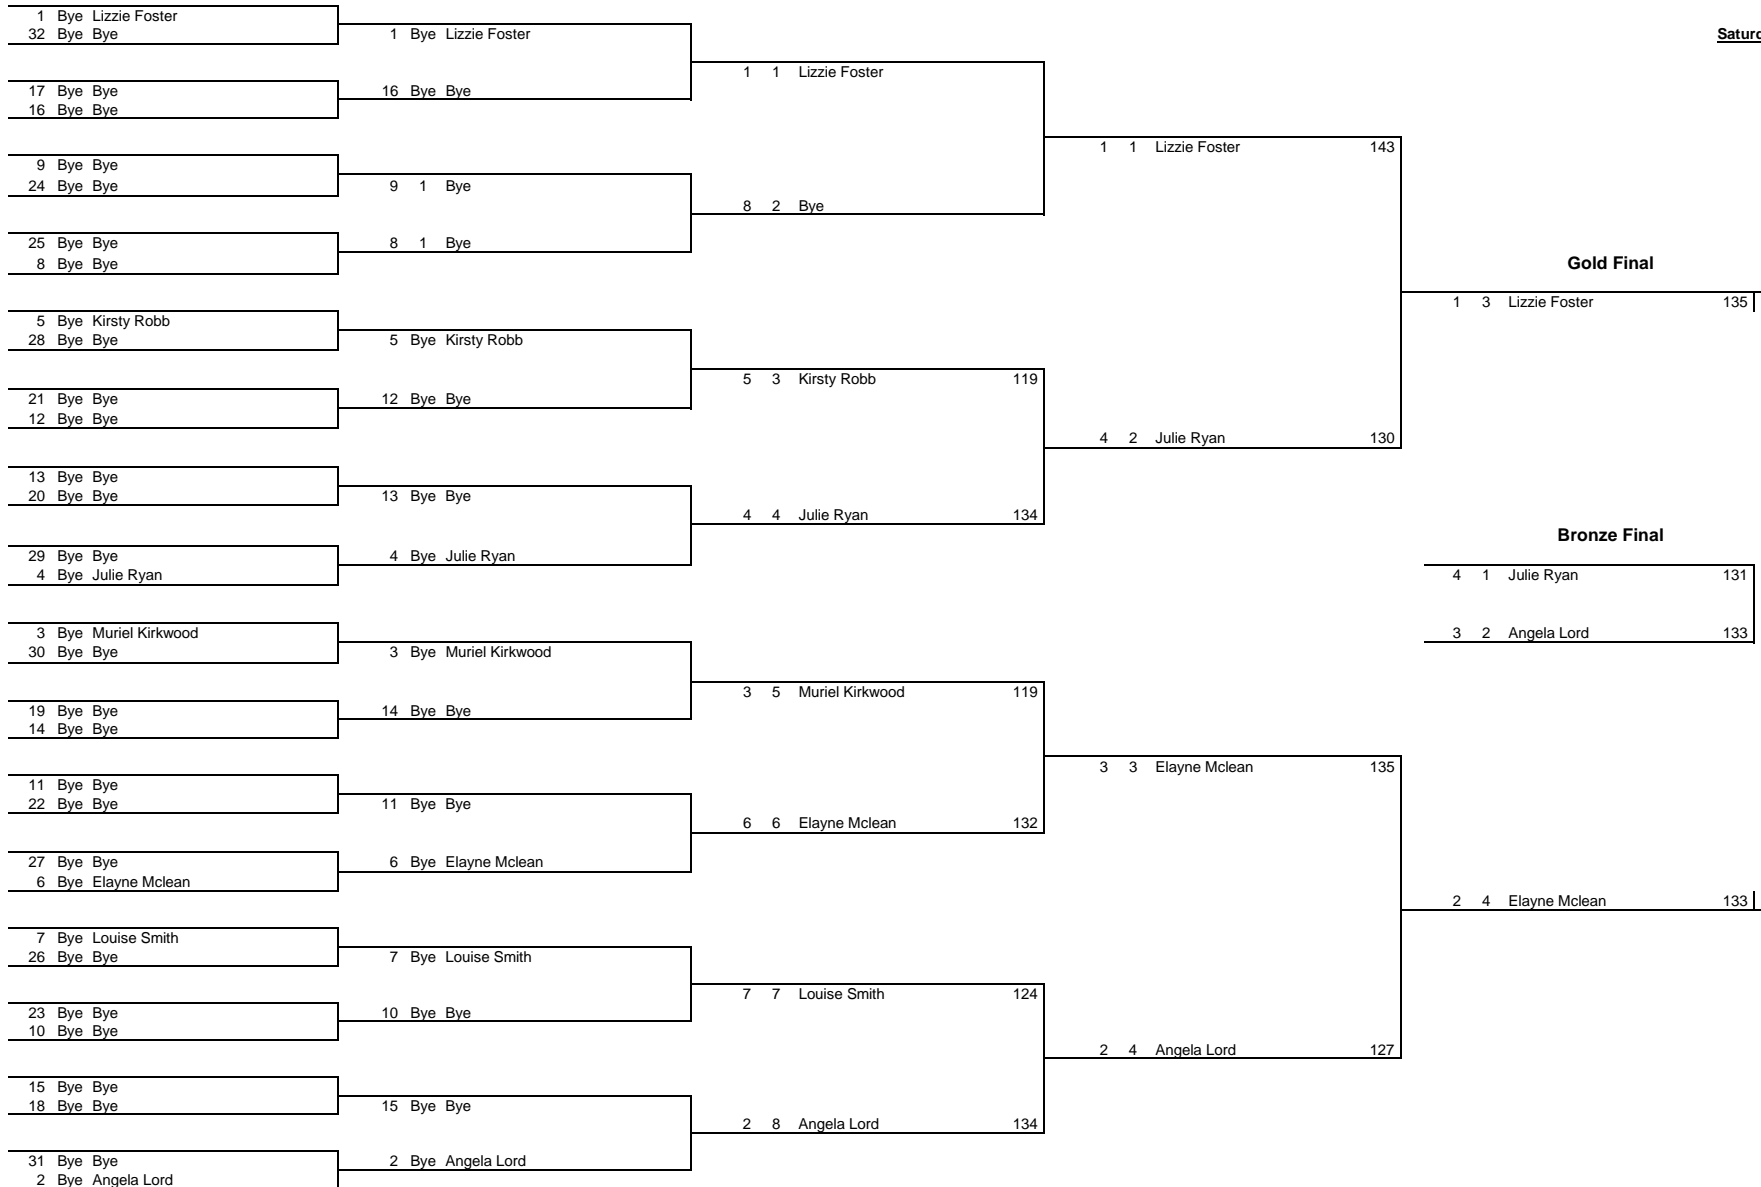 1 Bye Lizzie Foster
32 Bye Bye
17 Bye Bye
16 Bye Bye
9 Bye Bye
24 Bye Bye
25 Bye Bye
8 Bye Bye
5 Bye Kirsty Robb
28 Bye Bye
21 Bye Bye
12 Bye Bye
13 Bye Bye
20 Bye Bye
29 Bye Bye
4 Bye Julie Ryan
3 Bye Muriel Kirkwood
30 Bye Bye
19 Bye Bye
14 Bye Bye
11 Bye Bye
22 Bye Bye
27 Bye Bye
6 Bye Elayne Mclean
7 Bye Louise Smith
26 Bye Bye
23 Bye Bye
10 Bye Bye
15 Bye Bye
18 Bye Bye
31 Bye Bye
2 Bye Angela Lord
1 Bye Lizzie Foster
16 Bye Bye
9 1 Bye
8 1 Bye
5 Bye Kirsty Robb
12 Bye Bye
13 Bye Bye
4 Bye Julie Ryan
3 Bye Muriel Kirkwood
14 Bye Bye
11 Bye Bye
6 Bye Elayne Mclean
7 Bye Louise Smith
10 Bye Bye
15 Bye Bye
2 Bye Angela Lord
1 1 Lizzie Foster
8 2 Bye
5 3 Kirsty Robb 119
4 4 Julie Ryan 134
3 5 Muriel Kirkwood 119
6 6 Elayne Mclean 132
7 7 Louise Smith 124
2 8 Angela Lord 134
1 1 Lizzie Foster 143
4 2 Julie Ryan 130
3 3 Elayne Mclean 135
2 4 Angela Lord 127
Saturd
Gold Final
1 3 Lizzie Foster 135
Bronze Final
4 1 Julie Ryan 131
3 2 Angela Lord 133
2 4 Elayne Mclean 133